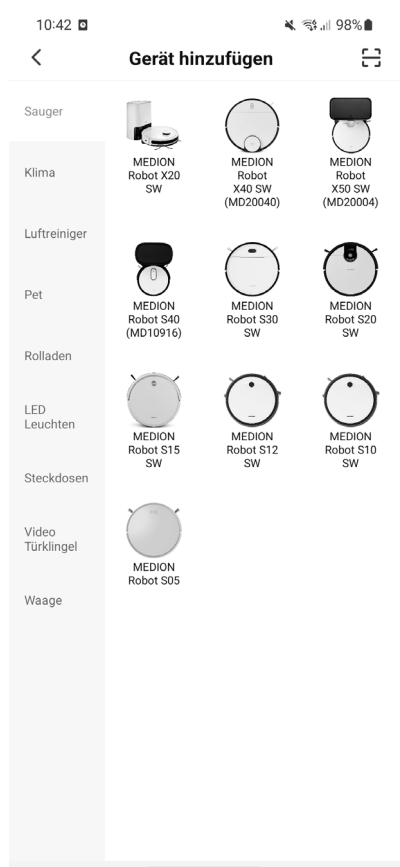 10:42
98%
Gerät hinzufügen
Sauger
Klima
Luftreiniger
Pet
Rolladen
LED
Leuchten
Steckdosen
Video
Türklingel
Waage
MEDION
Robot X20
SW
MEDION
Robot
X40 SW
(MD20040)
MEDION
Robot
X50 SW
(MD20004)
MEDION
Robot S40
(MD10916)
MEDION
Robot S30
SW
MEDION
Robot S20
SW
MEDION
Robot S15
SW
MEDION
Robot S12
SW
MEDION
Robot S10
SW
MEDION
Robot S05